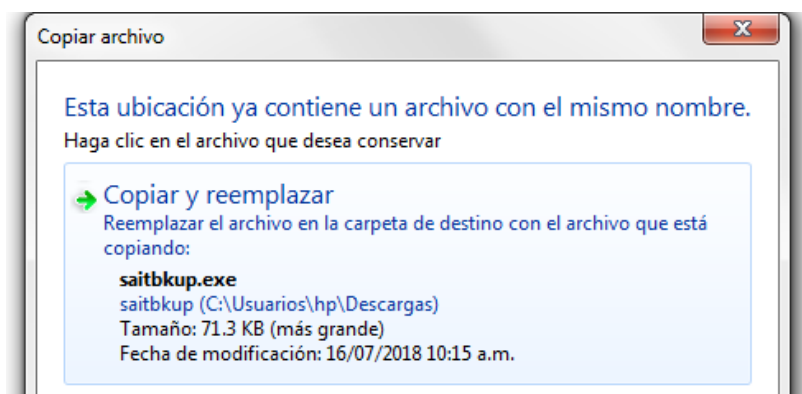 Copiar archivo
Esta ubicación ya contiene un archivo con el mismo nombre.
Haga clic en el archivo que desea conservar
Copiar y reemplazar
Reemplazar el archivo en la carpeta de destino con el archivo que está
copiando:
saitbkup.exe
saitbkup (C:\Usuarios\hp\Descargas)
Tamaño: 71.3 KB (más grande)
Fecha de modificación: 16/07/2018 10:15 a.m.